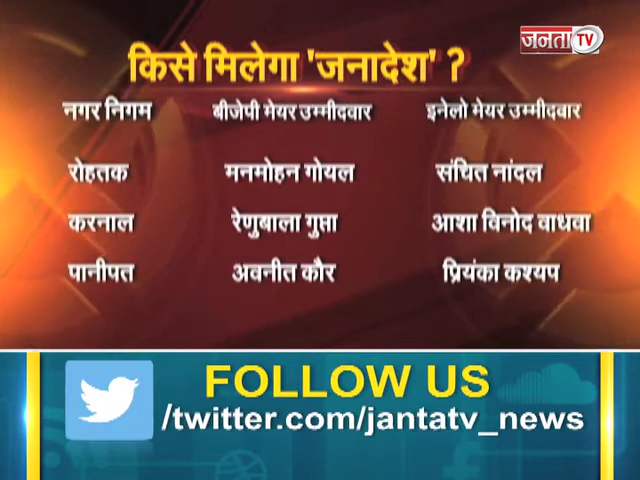 जनता TV
किसे मिलेगा 'जनादेश' ?
नगर निगम बीजेपी मेयर उम्मीदवार इनेलो मेयर उम्मीदवार
रोहतक मनमोहन गोयल संचित नांदल
करनाल रेणुबाला गुप्ता आशा विनोद वाधवा
पानीपत अवनीत कौर प्रियंका कश्यप
FOLLOW US
/twitter.com/jantatv_news